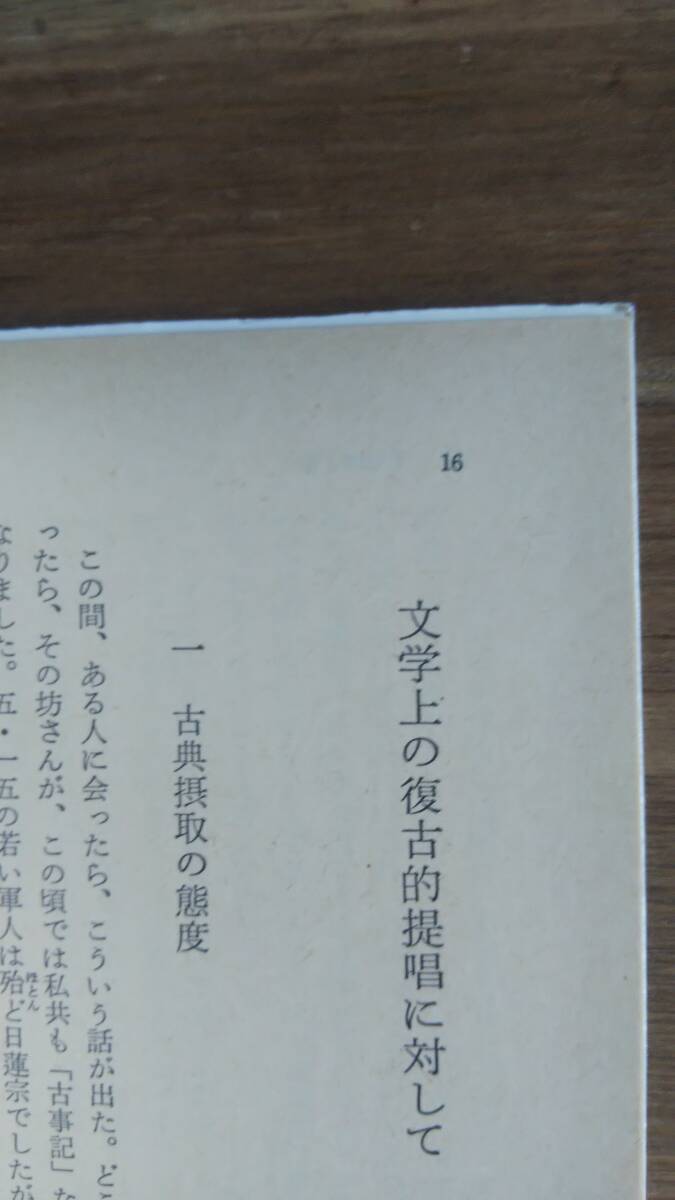 16
文学上の復古的提唱に対して
一 古典摂取の態度
この間、ある人に会ったら、こういう話が出た。どこ
ったら、その坊さんが、この頃では私共も「古事記」な
なりました。五・一五の若い軍人は殆ど日蓮宗でしたが
ほとん